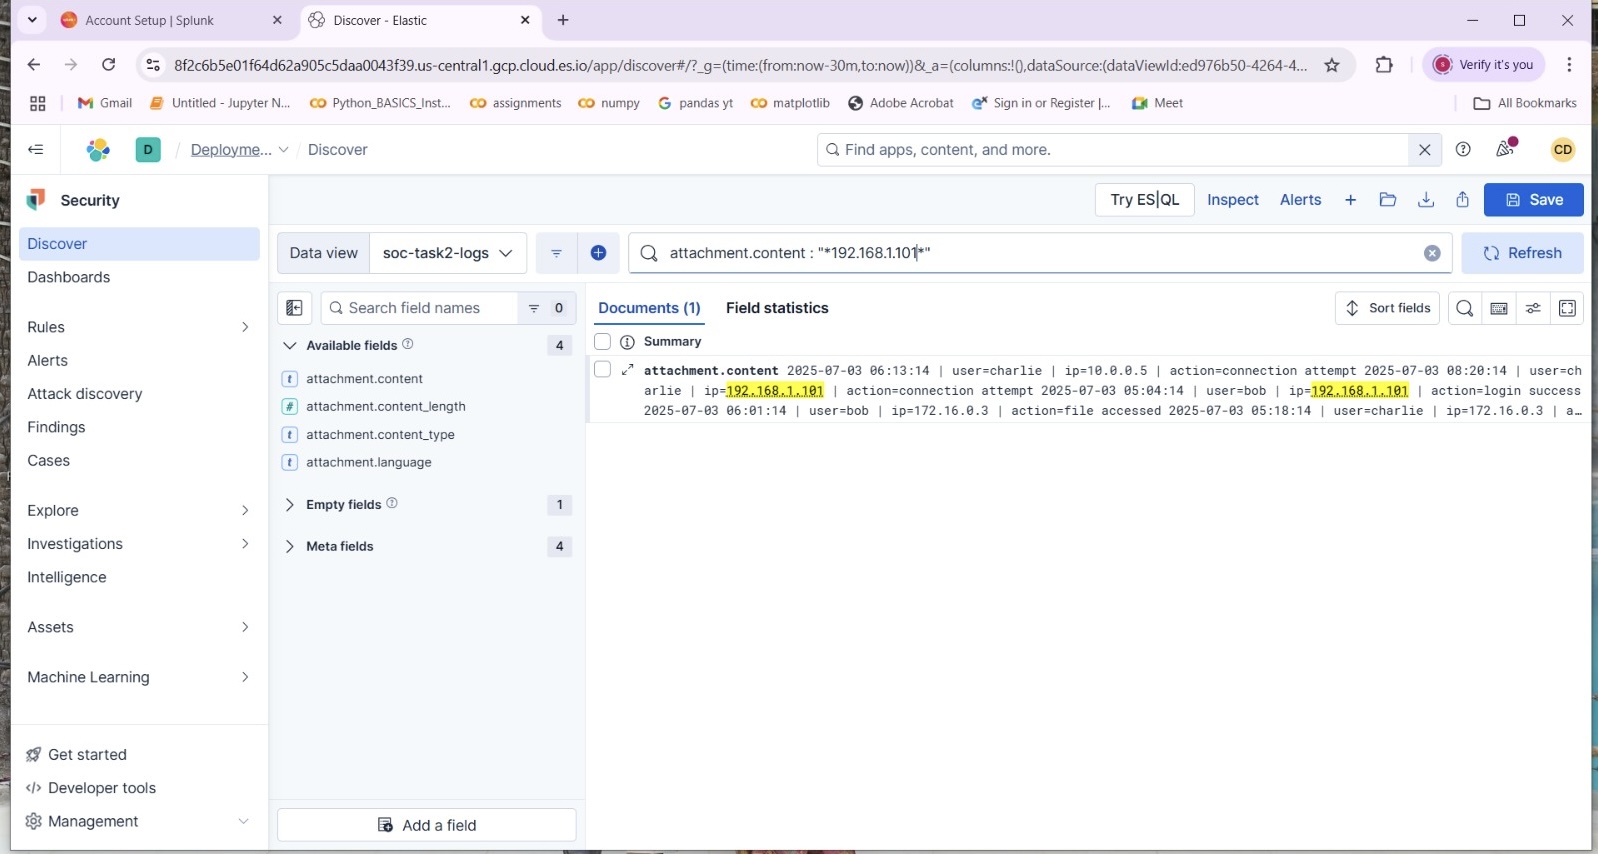 Account Setup | Splunk
Discover - Elastic
8f2c6b5e01f64d62a905c5daa0043f39.us-central1.gcp.cloud.es.io/app/discover#/?_g=(time:(from:now-30m,to:now))&_a=(columns:!(),dataSource:(dataViewId:ed976b50-4264-4...
Verify it's you
Gmail
Untitled - Jupyter N...
Python_BASICS_Inst...
assignments
numpy
pandas yt
matplotlib
Adobe Acrobat
Sign in or Register |...
Meet
All Bookmarks
D
Deployme...
Discover
Find apps, content, and more.
CD
Security
Try ES|QL
Inspect
Alerts
Save
Discover
Dashboards
Rules
Alerts
Attack discovery
Findings
Cases
Explore
Investigations
Intelligence
Assets
Machine Learning
Get started
Developer tools
Management
Data view
soc-task2-logs
attachment.content : "*192.168.1.101*"
Refresh
Search field names
0
Available fields
4
attachment.content
attachment.content_length
attachment.content_type
attachment.language
Empty fields
1
Meta fields
4
Add a field
Documents (1)
Field statistics
Sort fields
Summary
attachment.content 2025-07-03 06:13:14 | user=charlie | ip=10.0.0.5 | action=connection attempt 2025-07-03 08:20:14 | user=ch
arlie | ip=192.168.1.101 | action=connection attempt 2025-07-03 05:04:14 | user=bob | ip=192.168.1.101 | action=login success
2025-07-03 06:01:14 | user=bob | ip=172.16.0.3 | action=file accessed 2025-07-03 05:18:14 | user=charlie | ip=172.16.0.3 | a…